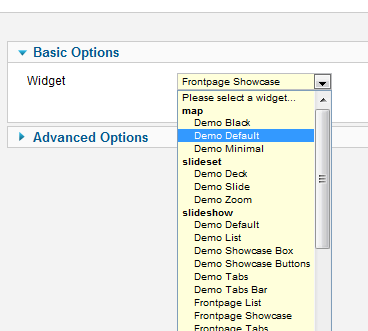 Basic Options
Widget
Frontpage Showcase
Please select a widget...
map
Demo Black
Demo Default
Demo Minimal
Advanced Options
slideset
Demo Deck
Demo Slide
Demo Zoom
slideshow
Demo Default
Demo List
Demo Showcase Box
Demo Showcase Buttons
Demo Tabs
Demo Tabs Bar
Frontpage List
Frontpage Showcase
Frontpage Tabs